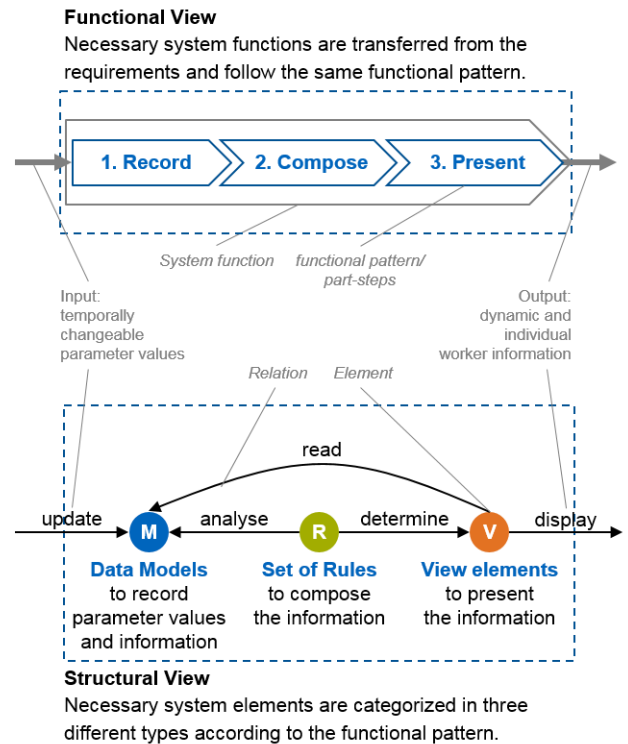 Functional View
Necessary system functions are transferred from the
requirements and follow the same functional pattern.
1. Record
2. Compose
3. Present
System function
functional pattern/
part-steps
Input:
temporally
changeable
parameter values
Output:
dynamic and
individual
worker information
Relation
Element
read
update
M
analyse
R
determine
V
display
Data Models
to record
parameter values
and information
Set of Rules
to compose
the information
View elements
to present
the information
Structural View
Necessary system elements are categorized in three
different types according to the functional pattern.